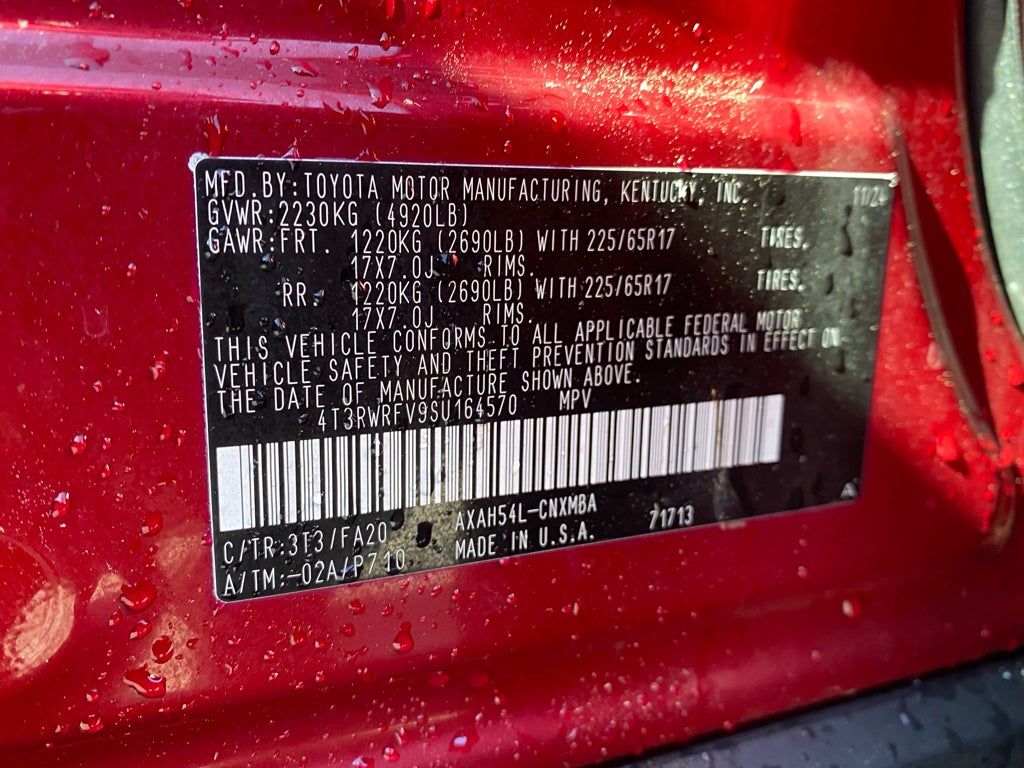 MFD.BY:TOYOTA MOTOR MANUFACTURING, KENTUCKY, INC. 11/24
GVWR:2230KG (4920LB)
GAWR:FRT. 1220KG (2690LB) WITH 225/65R17 TIRES.
17X7.0J RIMS.
RR. 1220KG (2690LB) WITH 225/65R17 TIRES.
17X7.0J RIMS.
THIS VEHICLE CONFORMS TO ALL APPLICABLE FEDERAL MOTOR
VEHICLE SAFETY AND THEFT PREVENTION STANDARDS IN EFFECT ON
THE DATE OF MANUFACTURE SHOWN ABOVE.
4T3RWRFV9SU164570 MPV
C/TR:3T3/FA20 AXAH54L-CNXMBA 71713
A/TM:-02A/P710 MADE IN U.S.A.